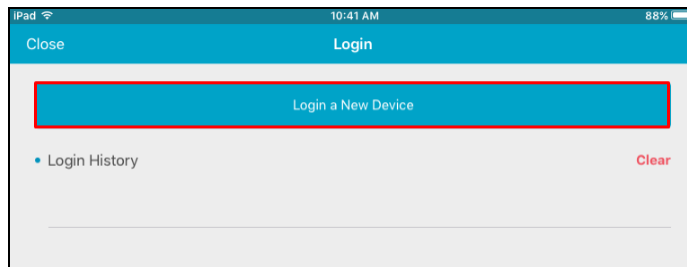 iPad 10:41 AM 88%
Close Login
Login a New Device
• Login History Clear